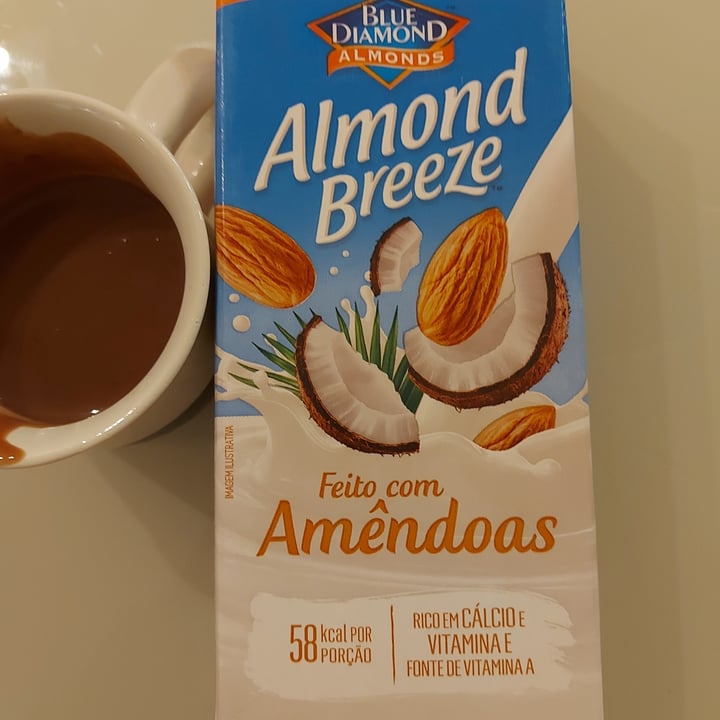 BLUE
DIAMOND
ALMONDS
Almond
Breeze
IMAGEM ILUSTRATIVA
Feito com
Amêndoas
58 kcal POR
PORÇÃO
RICO EM CÁLCIO E
VITAMINA E
FONTE DE VITAMINA A